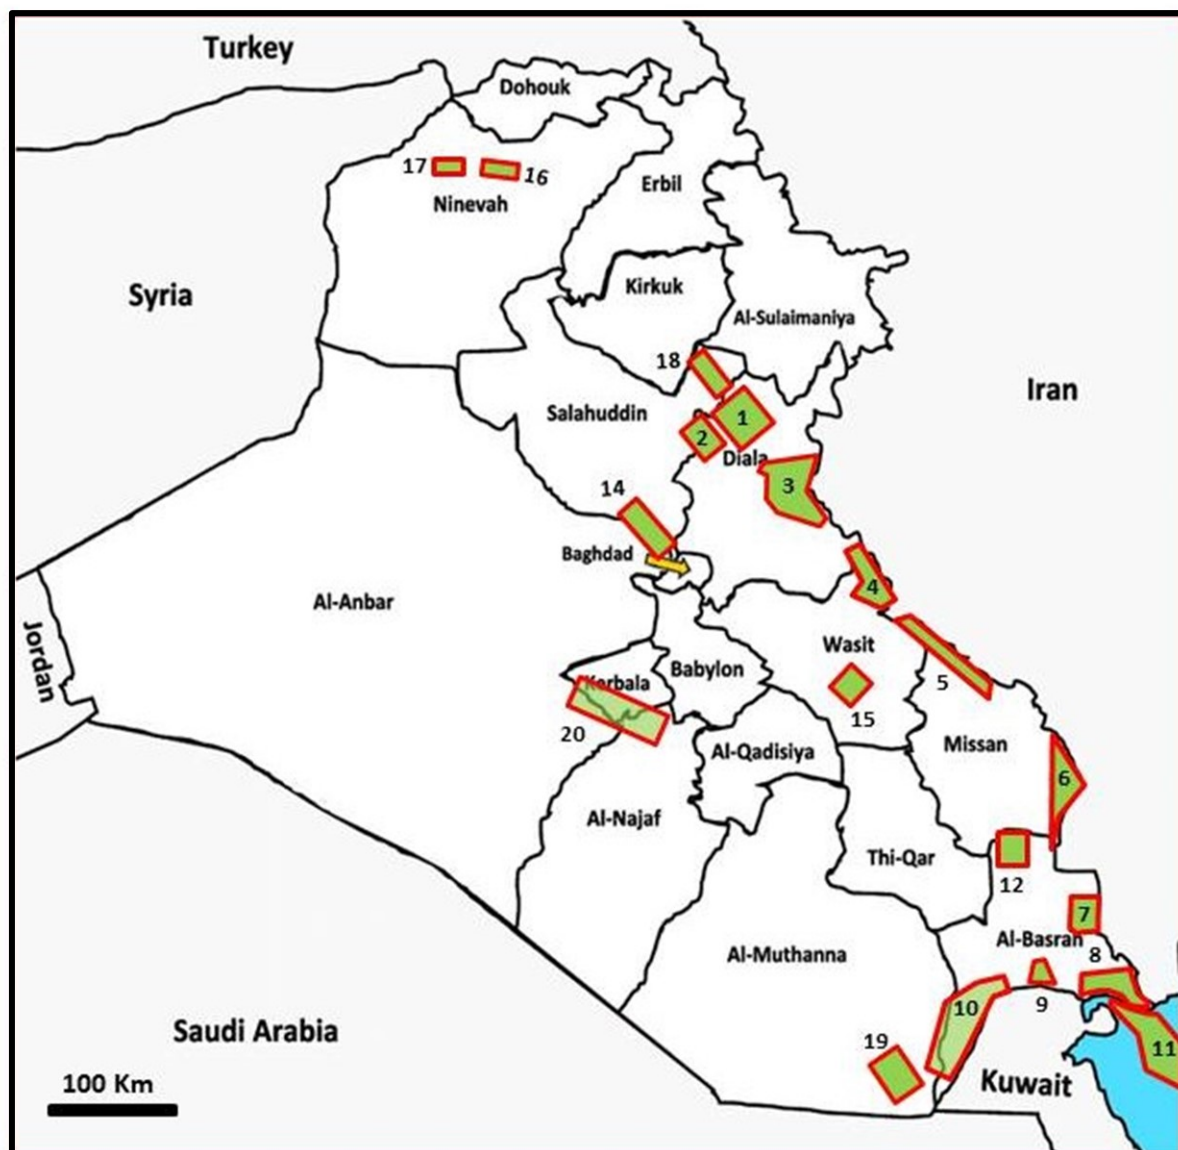 Turkey
Dohouk
17
16
Erbil
Ninevah
Syria
Kirkuk
Al-Sulaimaniya
18
Iran
Salahuddin
1
2
Diala
3
14
Baghdad
4
Al-Anbar
Jordan
Wasit
Babylon
Kerbala
5
15
20
Al-Qadisiya
Missan
6
Al-Najaf
Thi-Qar
12
7
Al-Basrah
Al-Muthanna
8
9
10
Saudi Arabia
19
11
100 Km
Kuwait